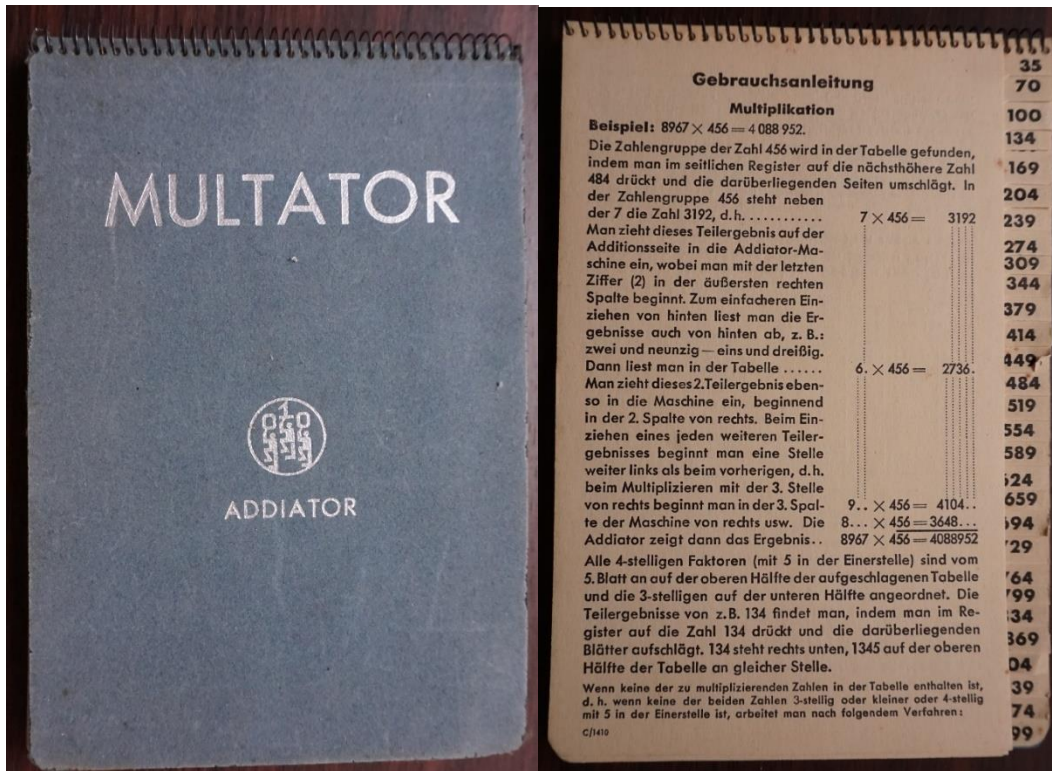 MULTATOR
ADDIATOR
Gebrauchsanleitung
Multiplikation
Beispiel: 8967 × 456 = 4 088 952.
Die Zahlengruppe der Zahl 456 wird in der Tabelle gefunden,
indem man im seitlichen Register auf die nächsthöhere Zahl
484 drückt und die darüberliegenden Seiten umschlägt. In
der Zahlengruppe 456 steht neben
der 7 die Zahl 3192, d. h. ........... 7 × 456 = 3192
Man zieht dieses Teilergebnis auf der
Additionsseite in die Addiator-Ma-
schine ein, wobei man mit der letzten
Ziffer (2) in der äußersten rechten
Spalte beginnt. Zum einfacheren Ein-
ziehen von hinten liest man die Er-
gebnisse auch von hinten ab, z. B.:
zwei und neunzig — eins und dreißig.
Dann liest man in der Tabelle ...... 6. × 456 = 2736.
Man zieht dieses 2. Teilergebnis eben-
so in die Maschine ein, beginnend
in der 2. Spalte von rechts. Beim Ein-
ziehen eines jeden weiteren Teiler-
gebnisses beginnt man eine Stelle
weiter links als beim vorherigen, d. h.
beim Multiplizieren mit der 3. Stelle
von rechts beginnt man in der 3. Spal- 9.. × 456 = 4104..
te der Maschine von rechts usw. Die 8... × 456 = 3648...
Addiator zeigt dann das Ergebnis.. 8967 × 456 = 4088952
Alle 4-stelligen Faktoren (mit 5 in der Einerstelle) sind vom
5. Blatt an auf der oberen Hälfte der aufgeschlagenen Tabelle
und die 3-stelligen auf der unteren Hälfte angeordnet. Die
Teilergebnisse von z. B. 134 findet man, indem man im Re-
gister auf die Zahl 134 drückt und die darüberliegenden
Blätter aufschlägt. 134 steht rechts unten, 1345 auf der oberen
Hälfte der Tabelle an gleicher Stelle.
Wenn keine der zu multiplizierenden Zahlen in der Tabelle enthalten ist,
d. h. wenn keine der beiden Zahlen 3-stellig oder kleiner oder 4-stellig
mit 5 in der Einerstelle ist, arbeitet man nach folgendem Verfahren:
C/1410
35
70
100
134
169
204
239
274
309
344
379
414
449
484
519
554
589
624
659
694
729
764
799
834
869
04
39
74
99